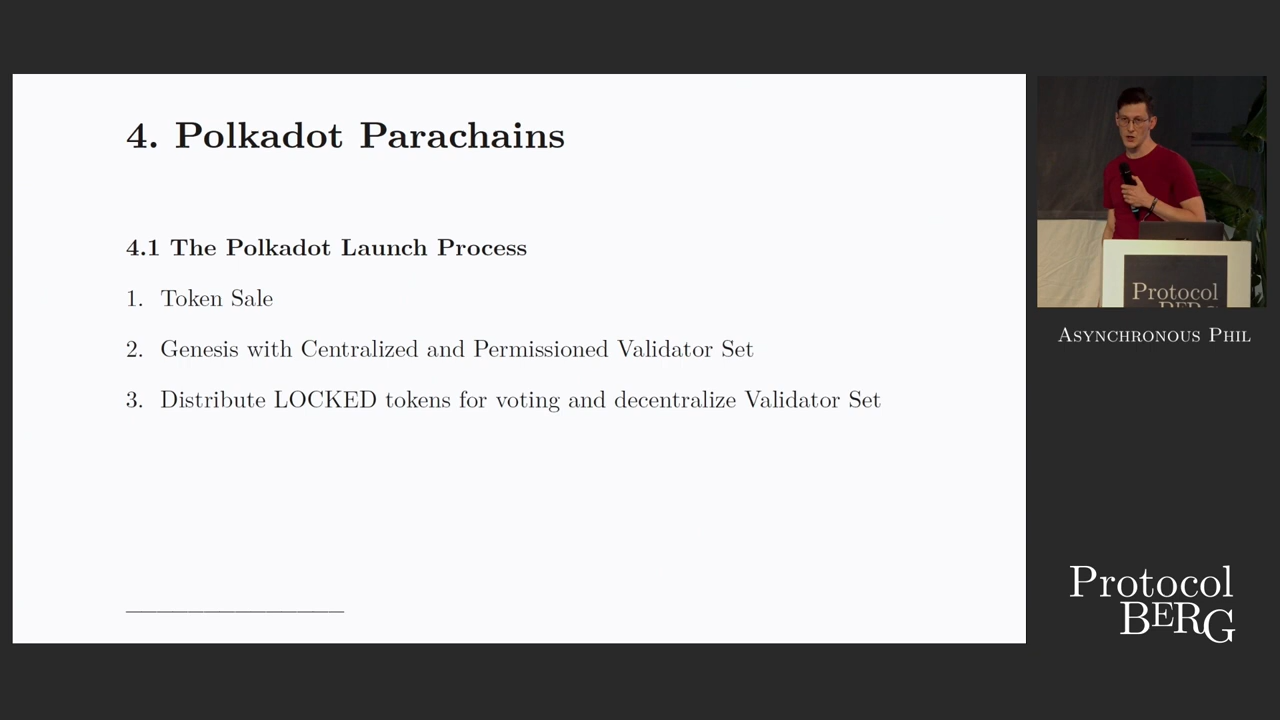 4. Polkadot Parachains
4.1 The Polkadot Launch Process
1. Token Sale
2. Genesis with Centralized and Permissioned Validator Set
3. Distribute LOCKED tokens for voting and decentralize Validator Set
Protocol
BERG
ASYNCHRONOUS PHIL
Protocol
BERG